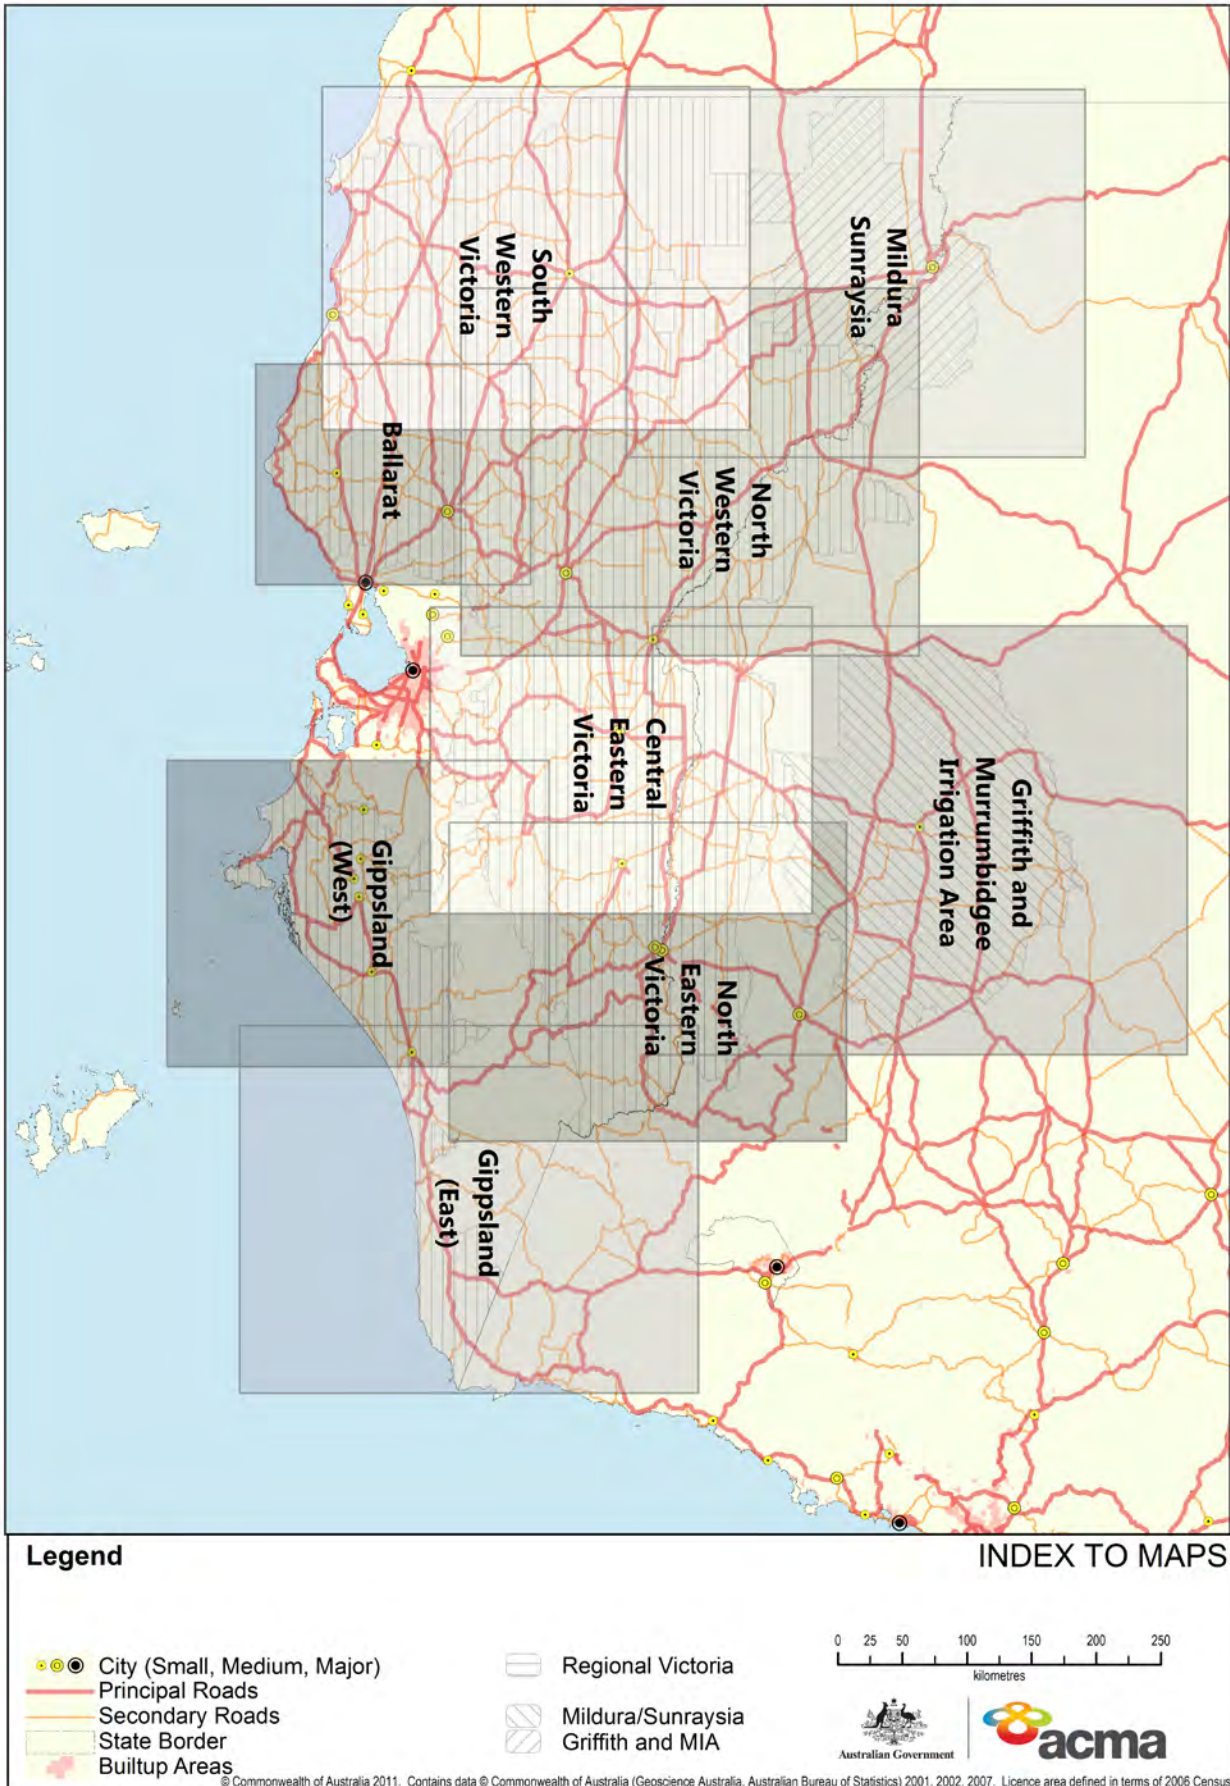 Mildura
Sunraysia
South
Western
Victoria
North
Western
Victoria
Ballarat
Central
Eastern
Victoria
Griffith and
Murrumbidgee
Irrigation Area
Gippsland
(West)
North
Eastern
Victoria
Gippsland
(East)
Legend
INDEX TO MAPS
City (Small, Medium, Major)
Principal Roads
Secondary Roads
State Border
Builtup Areas
Regional Victoria
Mildura/Sunraysia
Griffith and MIA
0 25 50 100 150 200 250
kilometres
Australian Government
acma
© Commonwealth of Australia 2011. Contains data © Commonwealth of Australia (Geoscience Australia, Australian Bureau of Statistics) 2001, 2002, 2007. Licence area defined in terms of 2006 Census